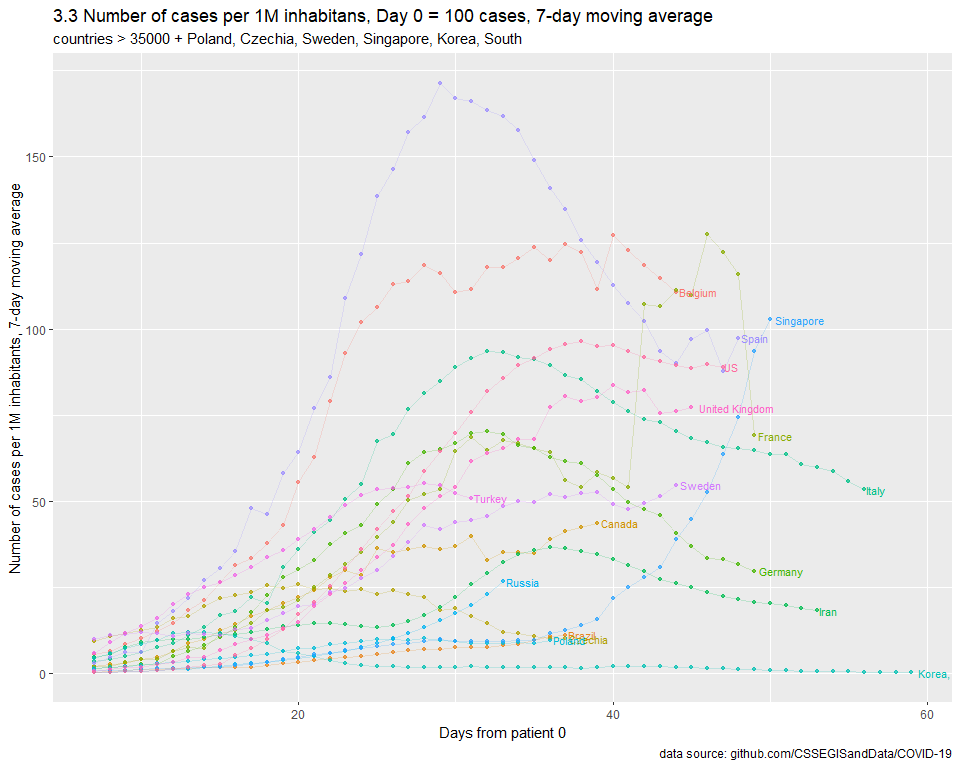 3.3 Number of cases per 1M inhabitans, Day 0 = 100 cases, 7-day moving average
countries > 35000 + Poland, Czechia, Sweden, Singapore, Korea, South
Number of cases per 1M inhabitants, 7-day moving average
150
100
50
0
Belgium
Singapore
Spain
US
United Kingdom
France
Italy
Sweden
Turkey
Canada
Germany
Russia
Iran
Brazil
Poland
Korea,
20
40
60
Days from patient 0
data source: github.com/CSSEGISandData/COVID-19